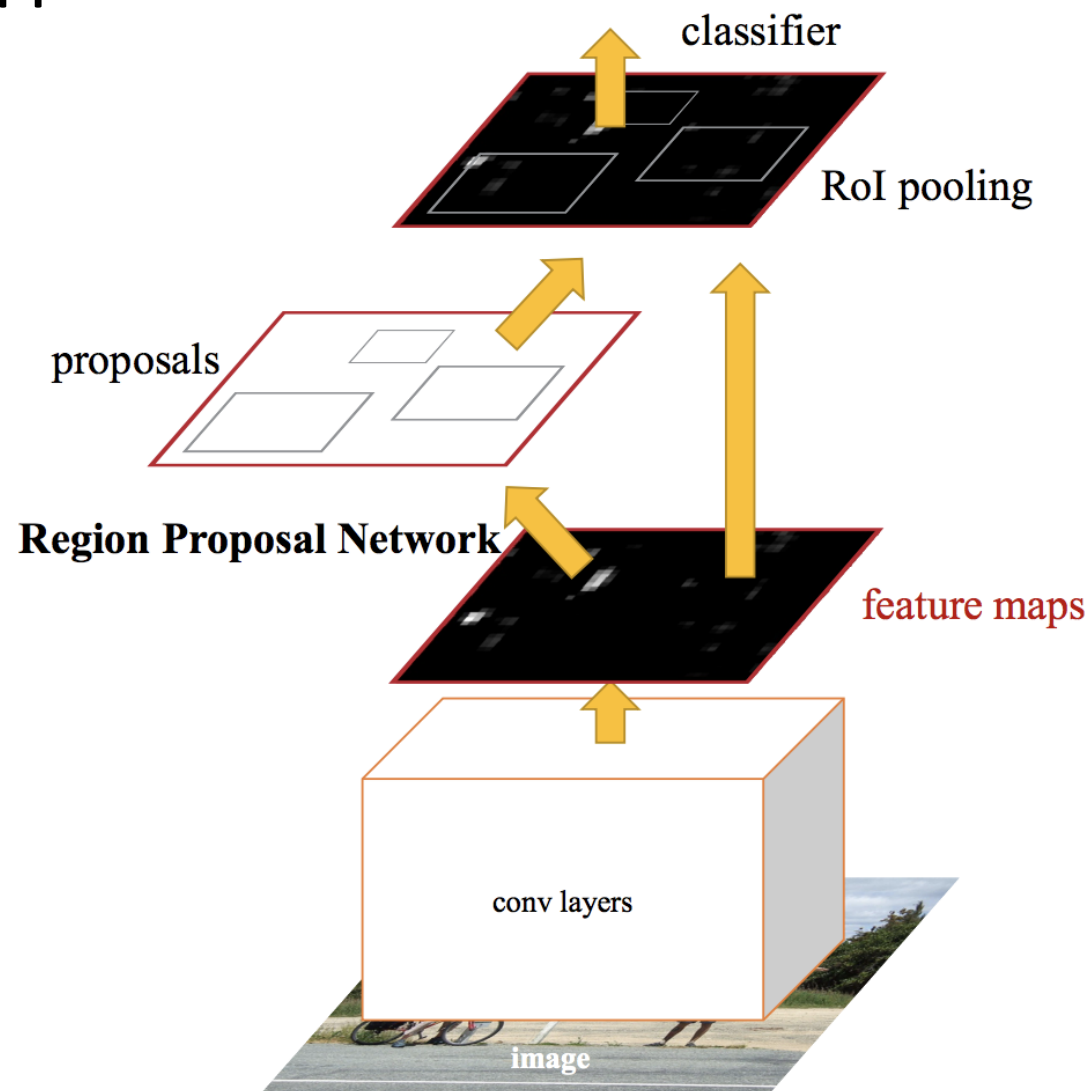 classifier
RoI pooling
proposals
Region Proposal Network
feature maps
conv layers
image